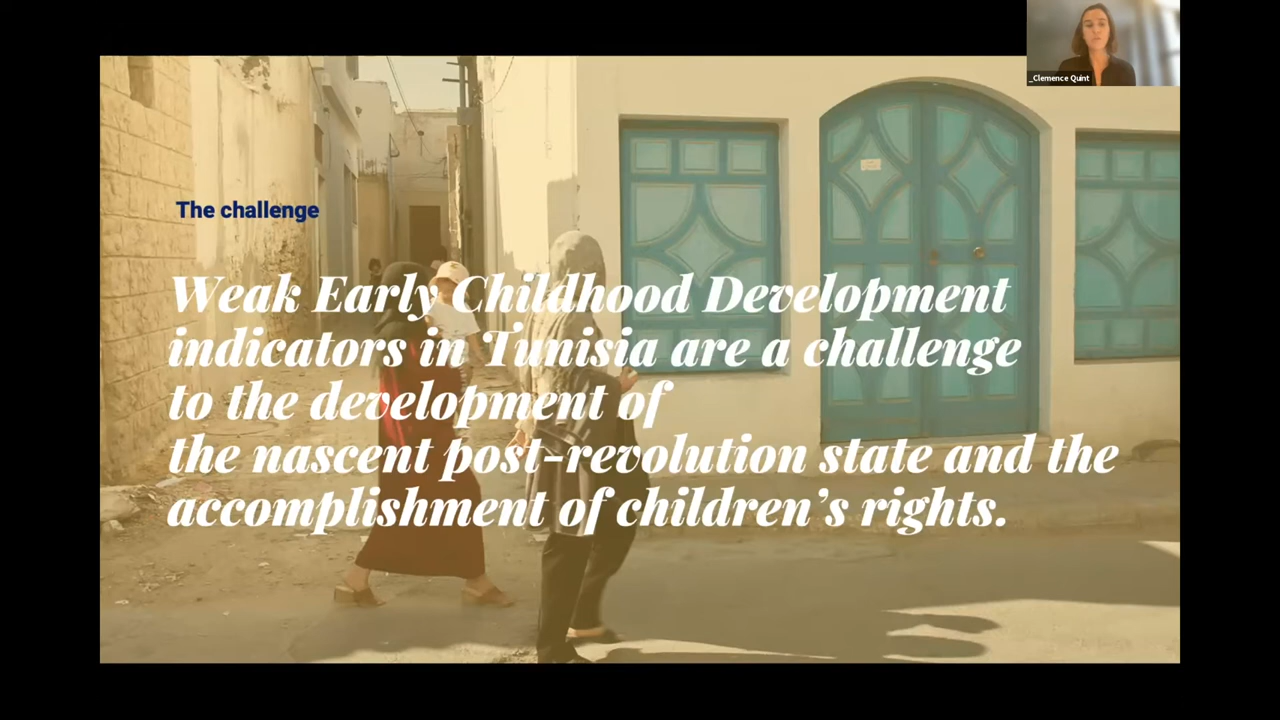 _Clemence Quint
The challenge
Weak Early Childhood Development
indicators in Tunisia are a challenge
to the development of
the nascent post-revolution state and the
accomplishment of children’s rights.